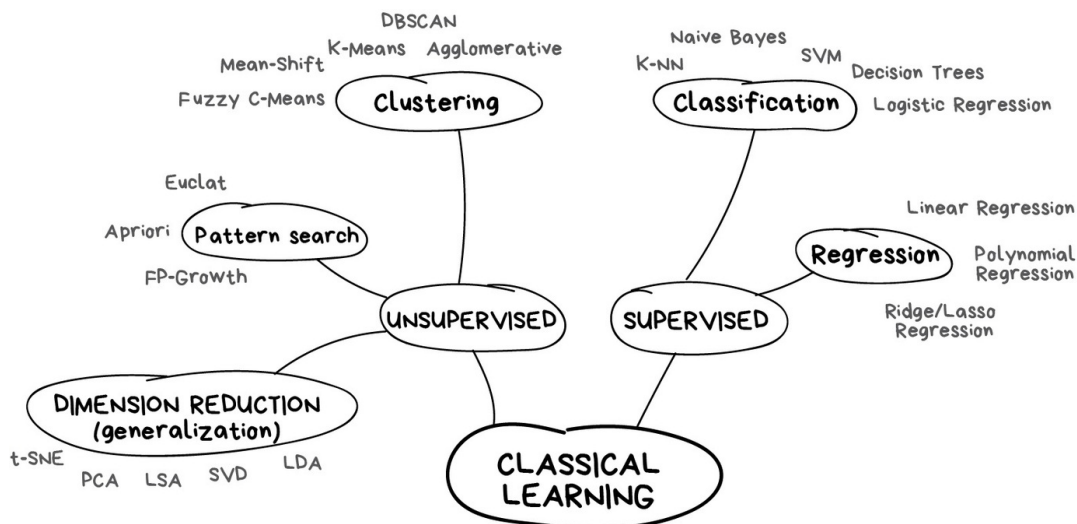 DBSCAN
K-Means
Agglomerative
Mean-Shift
Fuzzy C-Means
Clustering
Naive Bayes
SVM
K-NN
Decision Trees
Classification
Logistic Regression
Euclat
Apriori
Pattern search
FP-Growth
Linear Regression
Regression
Polynomial
Regression
Ridge/Lasso
Regression
UNSUPERVISED
SUPERVISED
DIMENSION REDUCTION
(generalization)
t-SNE
PCA
LSA
SVD
LDA
CLASSICAL
LEARNING